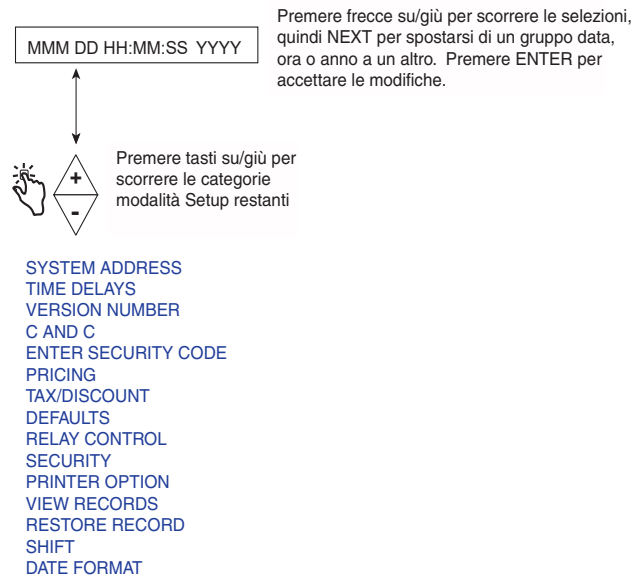 Premere frecce su/giù per scorrere le selezioni,
quindi NEXT per spostarsi di un gruppo data,
ora o anno a un altro. Premere ENTER per
accettare le modifiche.
MMM DD HH:MM:SS YYYY
Premere tasti su/giù per
scorrere le categorie
modalità Setup restanti
+
-
SYSTEM ADDRESS
TIME DELAYS
VERSION NUMBER
C AND C
ENTER SECURITY CODE
PRICING
TAX/DISCOUNT
DEFAULTS
RELAY CONTROL
SECURITY
PRINTER OPTION
VIEW RECORDS
RESTORE RECORD
SHIFT
DATE FORMAT